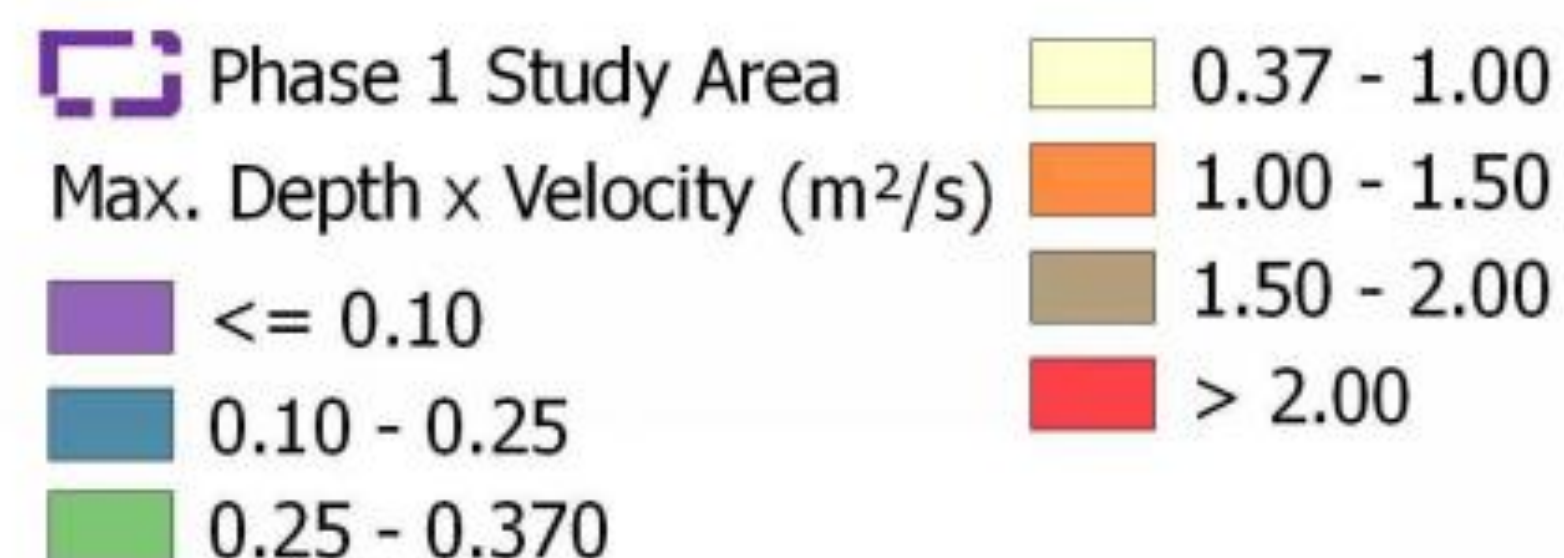 Phase 1 Study Area
Max. Depth x Velocity (m²/s)
<= 0.10
0.10 - 0.25
0.25 - 0.370
0.37 - 1.00
1.00 - 1.50
1.50 - 2.00
> 2.00